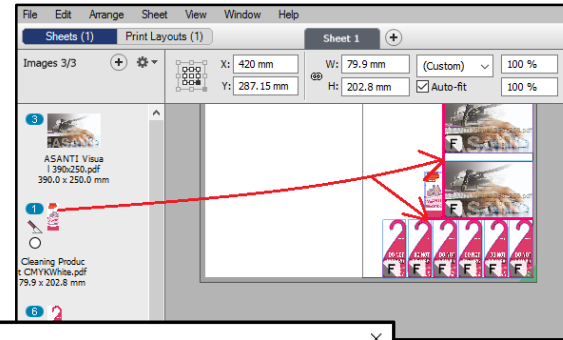 File Edit Arrange Sheet View Window Help
Sheets (1) Print Layouts (1) Sheet 1
Images 3/3 X: 420 mm W: 79.9 mm (Custom) 100 %
Y: 287.15 mm H: 202.8 mm Auto-fit 100 %
3
ASANTI
ASANTI Visua
l 390x250.pdf
390.0 x 250.0 mm
1
Cleaning Produc
t CMYKWhite.pdf
79.9 x 202.8 mm
6
F
F
F F F F F F